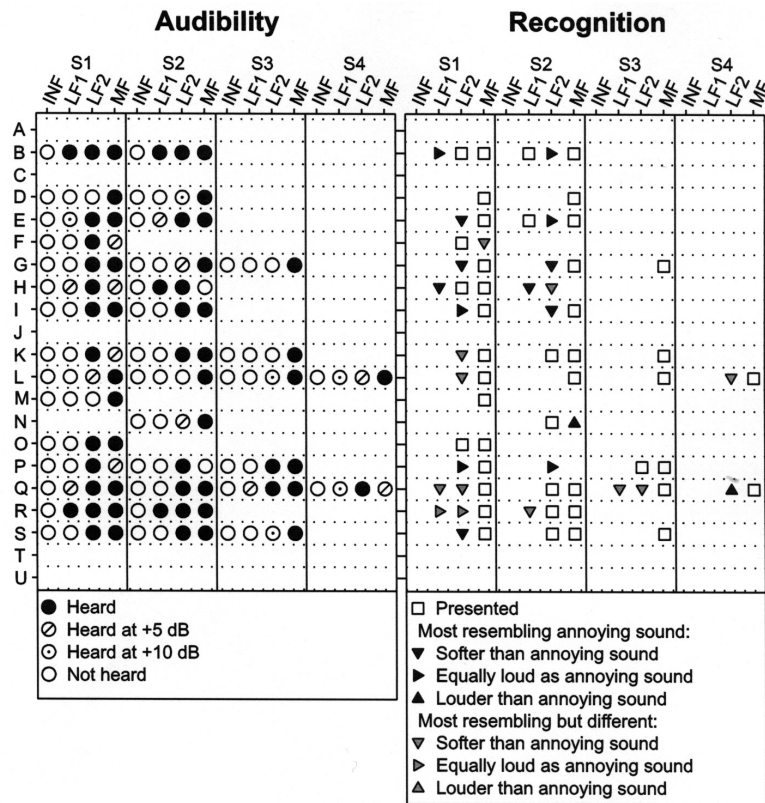 Audibility
Recognition
S1 S2 S3 S4
S1 S2 S3 S4
INF LF1 LF2 MF INF LF1 LF2 MF INF LF1 LF2 MF INF LF1 LF2 MF
INF LF1 LF2 MF INF LF1 LF2 MF INF LF1 LF2 MF INF LF1 LF2 MF
A
B
C
D
E
F
G
H
I
J
K
L
M
N
O
P
Q
R
S
T
U
Heard
Heard at +5 dB
Heard at +10 dB
Not heard
Presented
Most resembling annoying sound:
Softer than annoying sound
Equally loud as annoying sound
Louder than annoying sound
Most resembling but different:
Softer than annoying sound
Equally loud as annoying sound
Louder than annoying sound